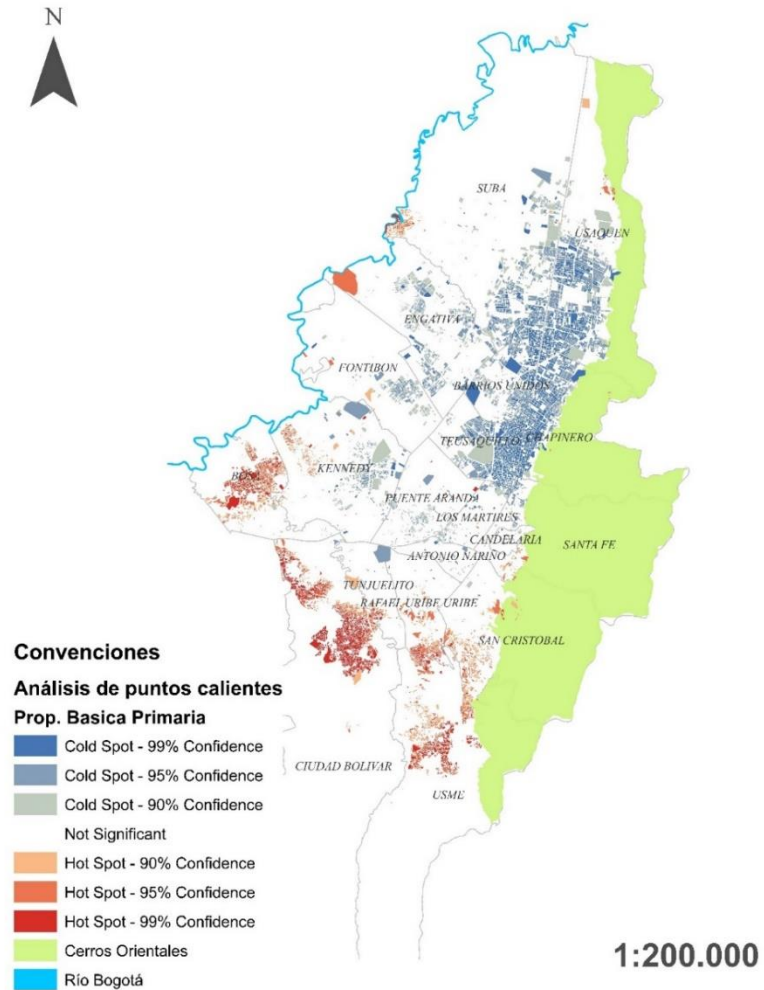 N
SUBA
USAQUEN
ENGATIVA
FONTIBON
BARRIOS UNIDOS
TEUSAQUILLO
CHAPINERO
KENNEDY
BOSA
PUENTE ARANDA
LOS MARTIRES
CANDELARIA
SANTA FE
ANTONIO NARIÑO
TUNJUELITO
RAFAEL URIBE URIBE
SAN CRISTOBAL
CIUDAD BOLIVAR
USME
Convenciones
Análisis de puntos calientes
Prop. Basica Primaria
Cold Spot - 99% Confidence
Cold Spot - 95% Confidence
Cold Spot - 90% Confidence
Not Significant
Hot Spot - 90% Confidence
Hot Spot - 95% Confidence
Hot Spot - 99% Confidence
Cerros Orientales
Río Bogotá
1:200.000